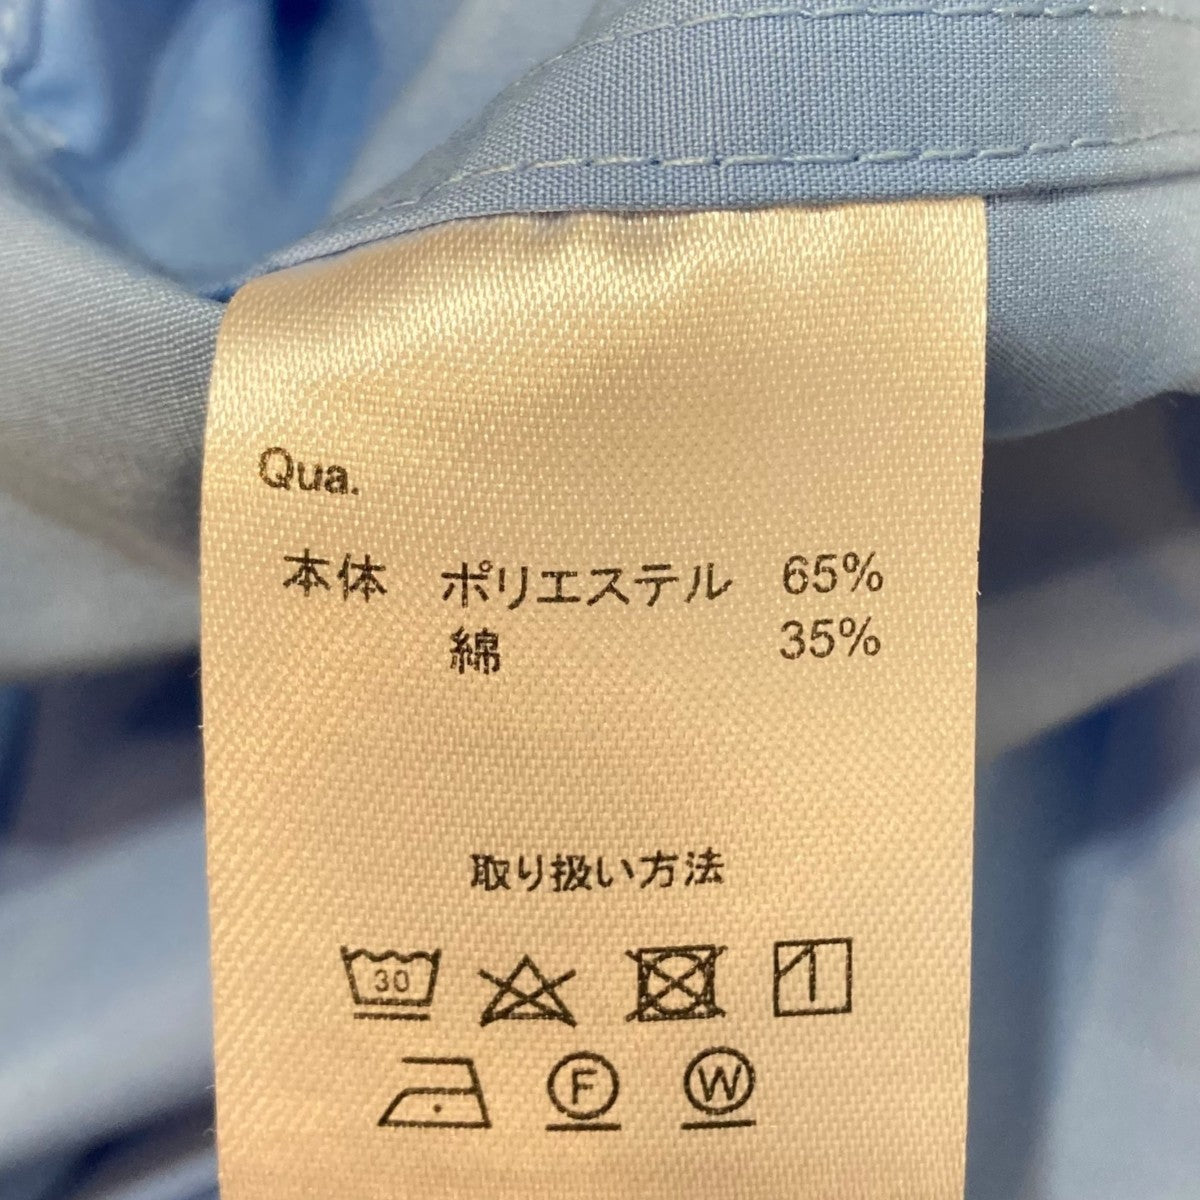 Qua.
本体 ポリエステル 65%
綿 35%
取り扱い方法
30
F W